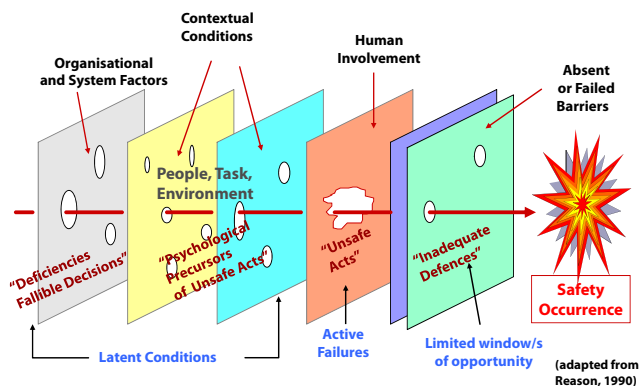 Contextual
Conditions
Organisational
and System Factors
Human
Involvement
Absent
or Failed
Barriers
People, Task,
Environment
“Deficiencies
Fallible Decisions”
“Psychological
Precursors
of Unsafe Acts”
“Unsafe
Acts”
“Inadequate
Defences”
Safety
Occurrence
Latent Conditions
Active
Failures
Limited window/s
of opportunity
(adapted from
Reason, 1990)